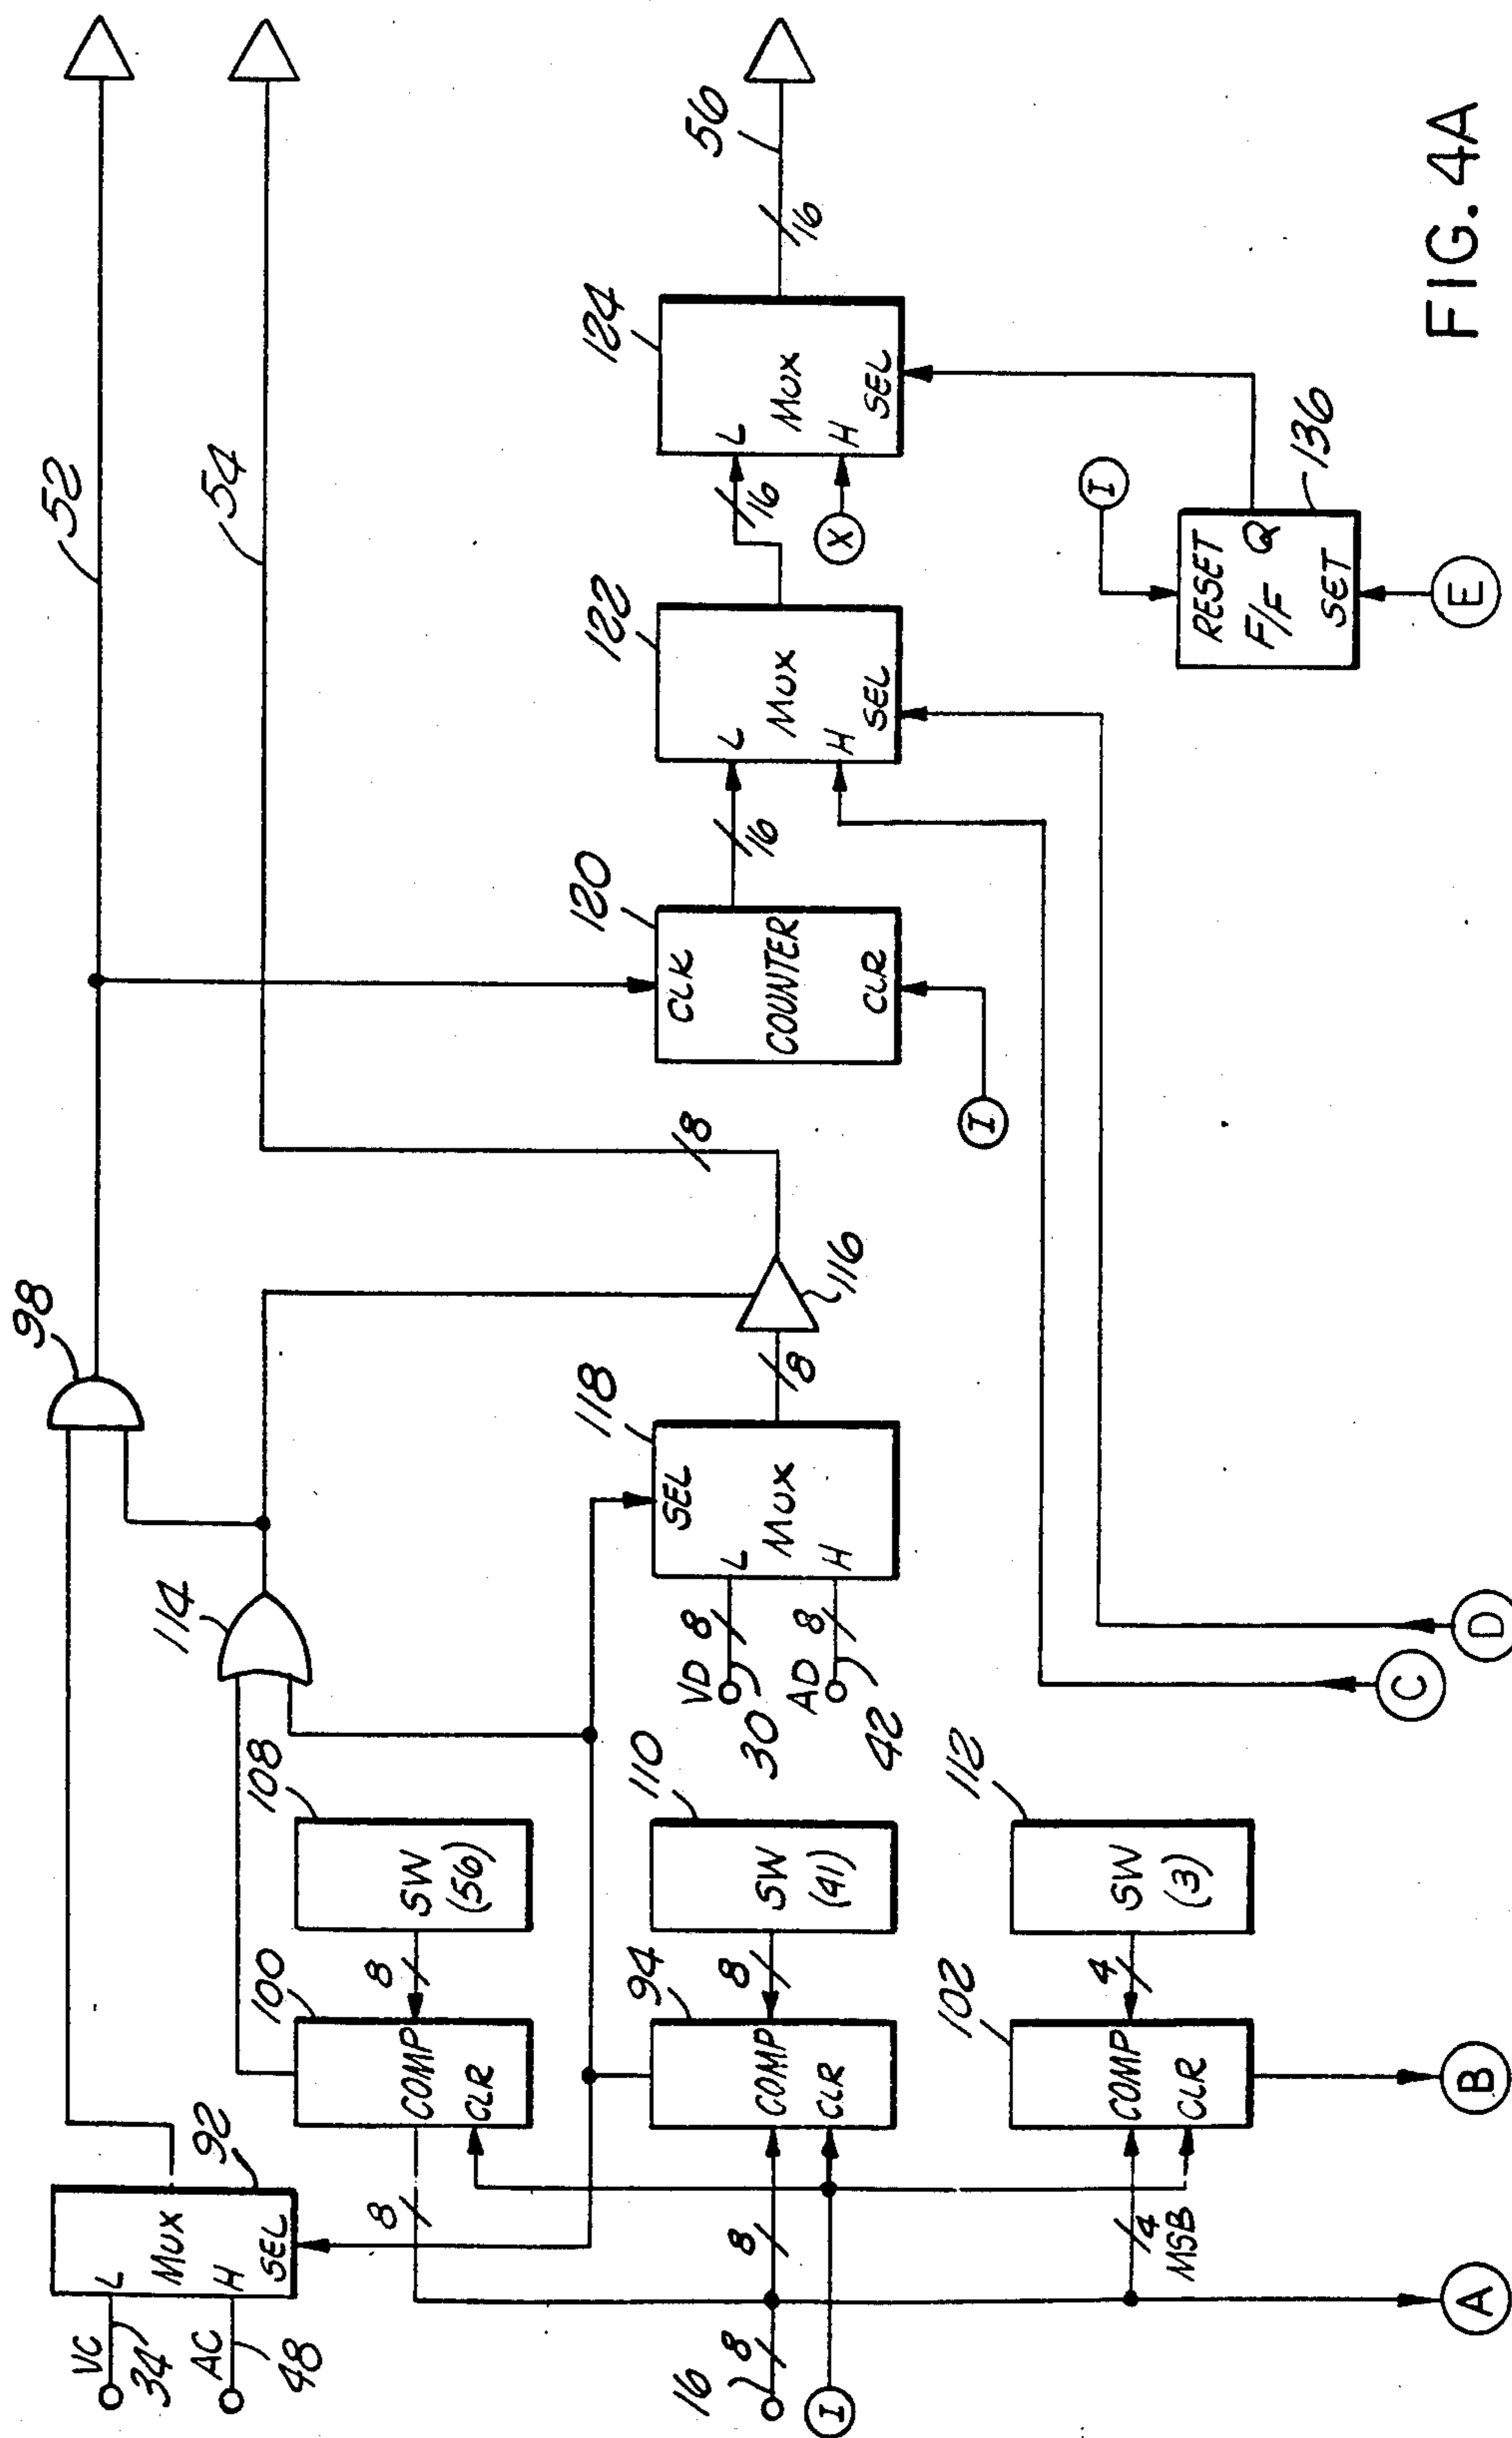 VC
34
AC
48
L
MUX
H
SEL
92
98
52
114
54
100
COMP
CLR
8
8
SW
(56)
108
16
8
I
8
94
COMP
CLR
8
SW
(41)
110
VD
8
30
AD
8
42
SEL
L
MUX
H
118
8
116
8
CLK
COUNTER
CLR
120
I
16
L
MUX
H
SEL
122
16
X
L
MUX
H
SEL
124
16
56
4
MSB
102
COMP
CLR
4
SW
(3)
112
I
RESET
F/F Q
SET
136
A
B
C
D
E
FIG. 4A